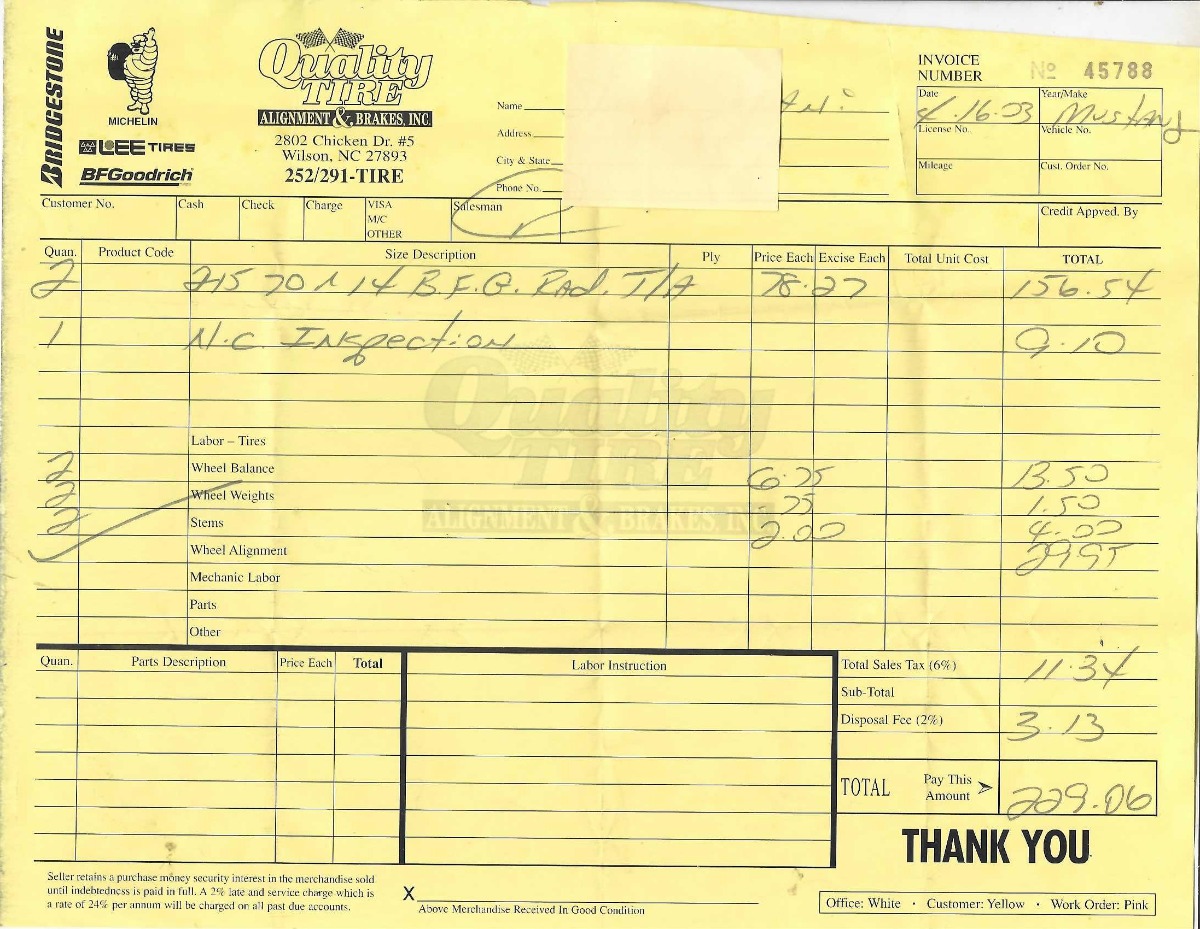 BRIDGESTONE
MICHELIN
LEE TIRES
BFGoodrich
Quality
TIRE
ALIGNMENT & BRAKES, INC.
2802 Chicken Dr. #5
Wilson, NC 27893
252/291-TIRE
Name
Address
City & State
Phone No.
INVOICE
NUMBER No 45788
Date Year/Make
4.16.03 Mustang
License No. Vehicle No.
Mileage Cust. Order No.
Customer No. Cash Check Charge VISA Salesman Credit Appved. By
M/C
OTHER
Quan. Product Code Size Description Ply Price Each Excise Each Total Unit Cost TOTAL
2 215 70 R 14 B.F.G. Rad. T/A 78.27 156.54
1 N.C. Inspection 9.10
Quality
TIRE
ALIGNMENT & BRAKES, INC.
Labor – Tires
2 Wheel Balance 6.75 13.50
2 Wheel Weights 75 1.50
2 Stems 2.00 4.00
Wheel Alignment 29.95
Mechanic Labor
Parts
Other
Quan. Parts Description Price Each Total Labor Instruction Total Sales Tax (6%) 11.34
Sub-Total
Disposal Fee (2%) 3.13
TOTAL Pay This Amount 229.06
THANK YOU
Seller retains a purchase money security interest in the merchandise sold
until indebtedness is paid in full. A 2% late and service charge which is
a rate of 24% per annum will be charged on all past due accounts.
X
Above Merchandise Received In Good Condition
Office: White · Customer: Yellow · Work Order: Pink